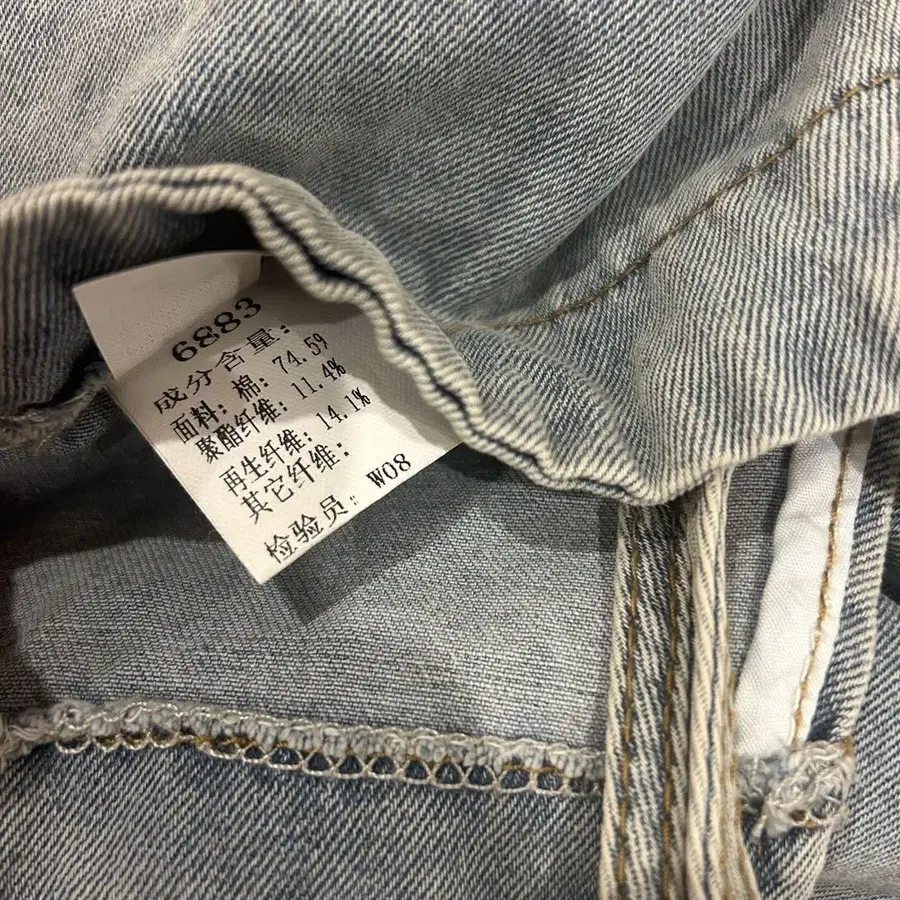 6883
成分含量:
面料: 棉: 74.59
聚酯纤维: 11.4%
再生纤维: 14.1%
其它纤维:
检验员: W08